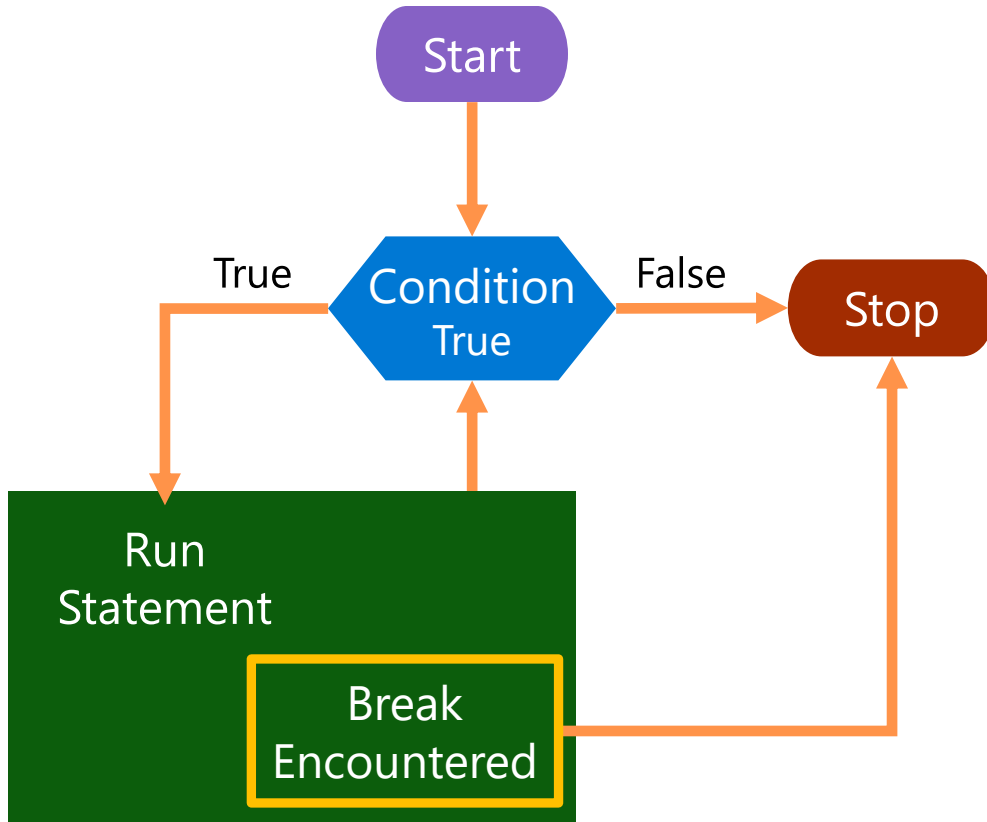 Start
True
Condition
True
False
Stop
Run
Statement
Break
Encountered